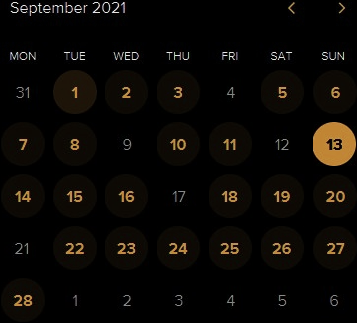 September 2021
MON TUE WED THU FRI SAT SUN
31 1 2 3 4 5 6
7 8 9 10 11 12 13
14 15 16 17 18 19 20
21 22 23 24 25 26 27
28 1 2 3 4 5 6